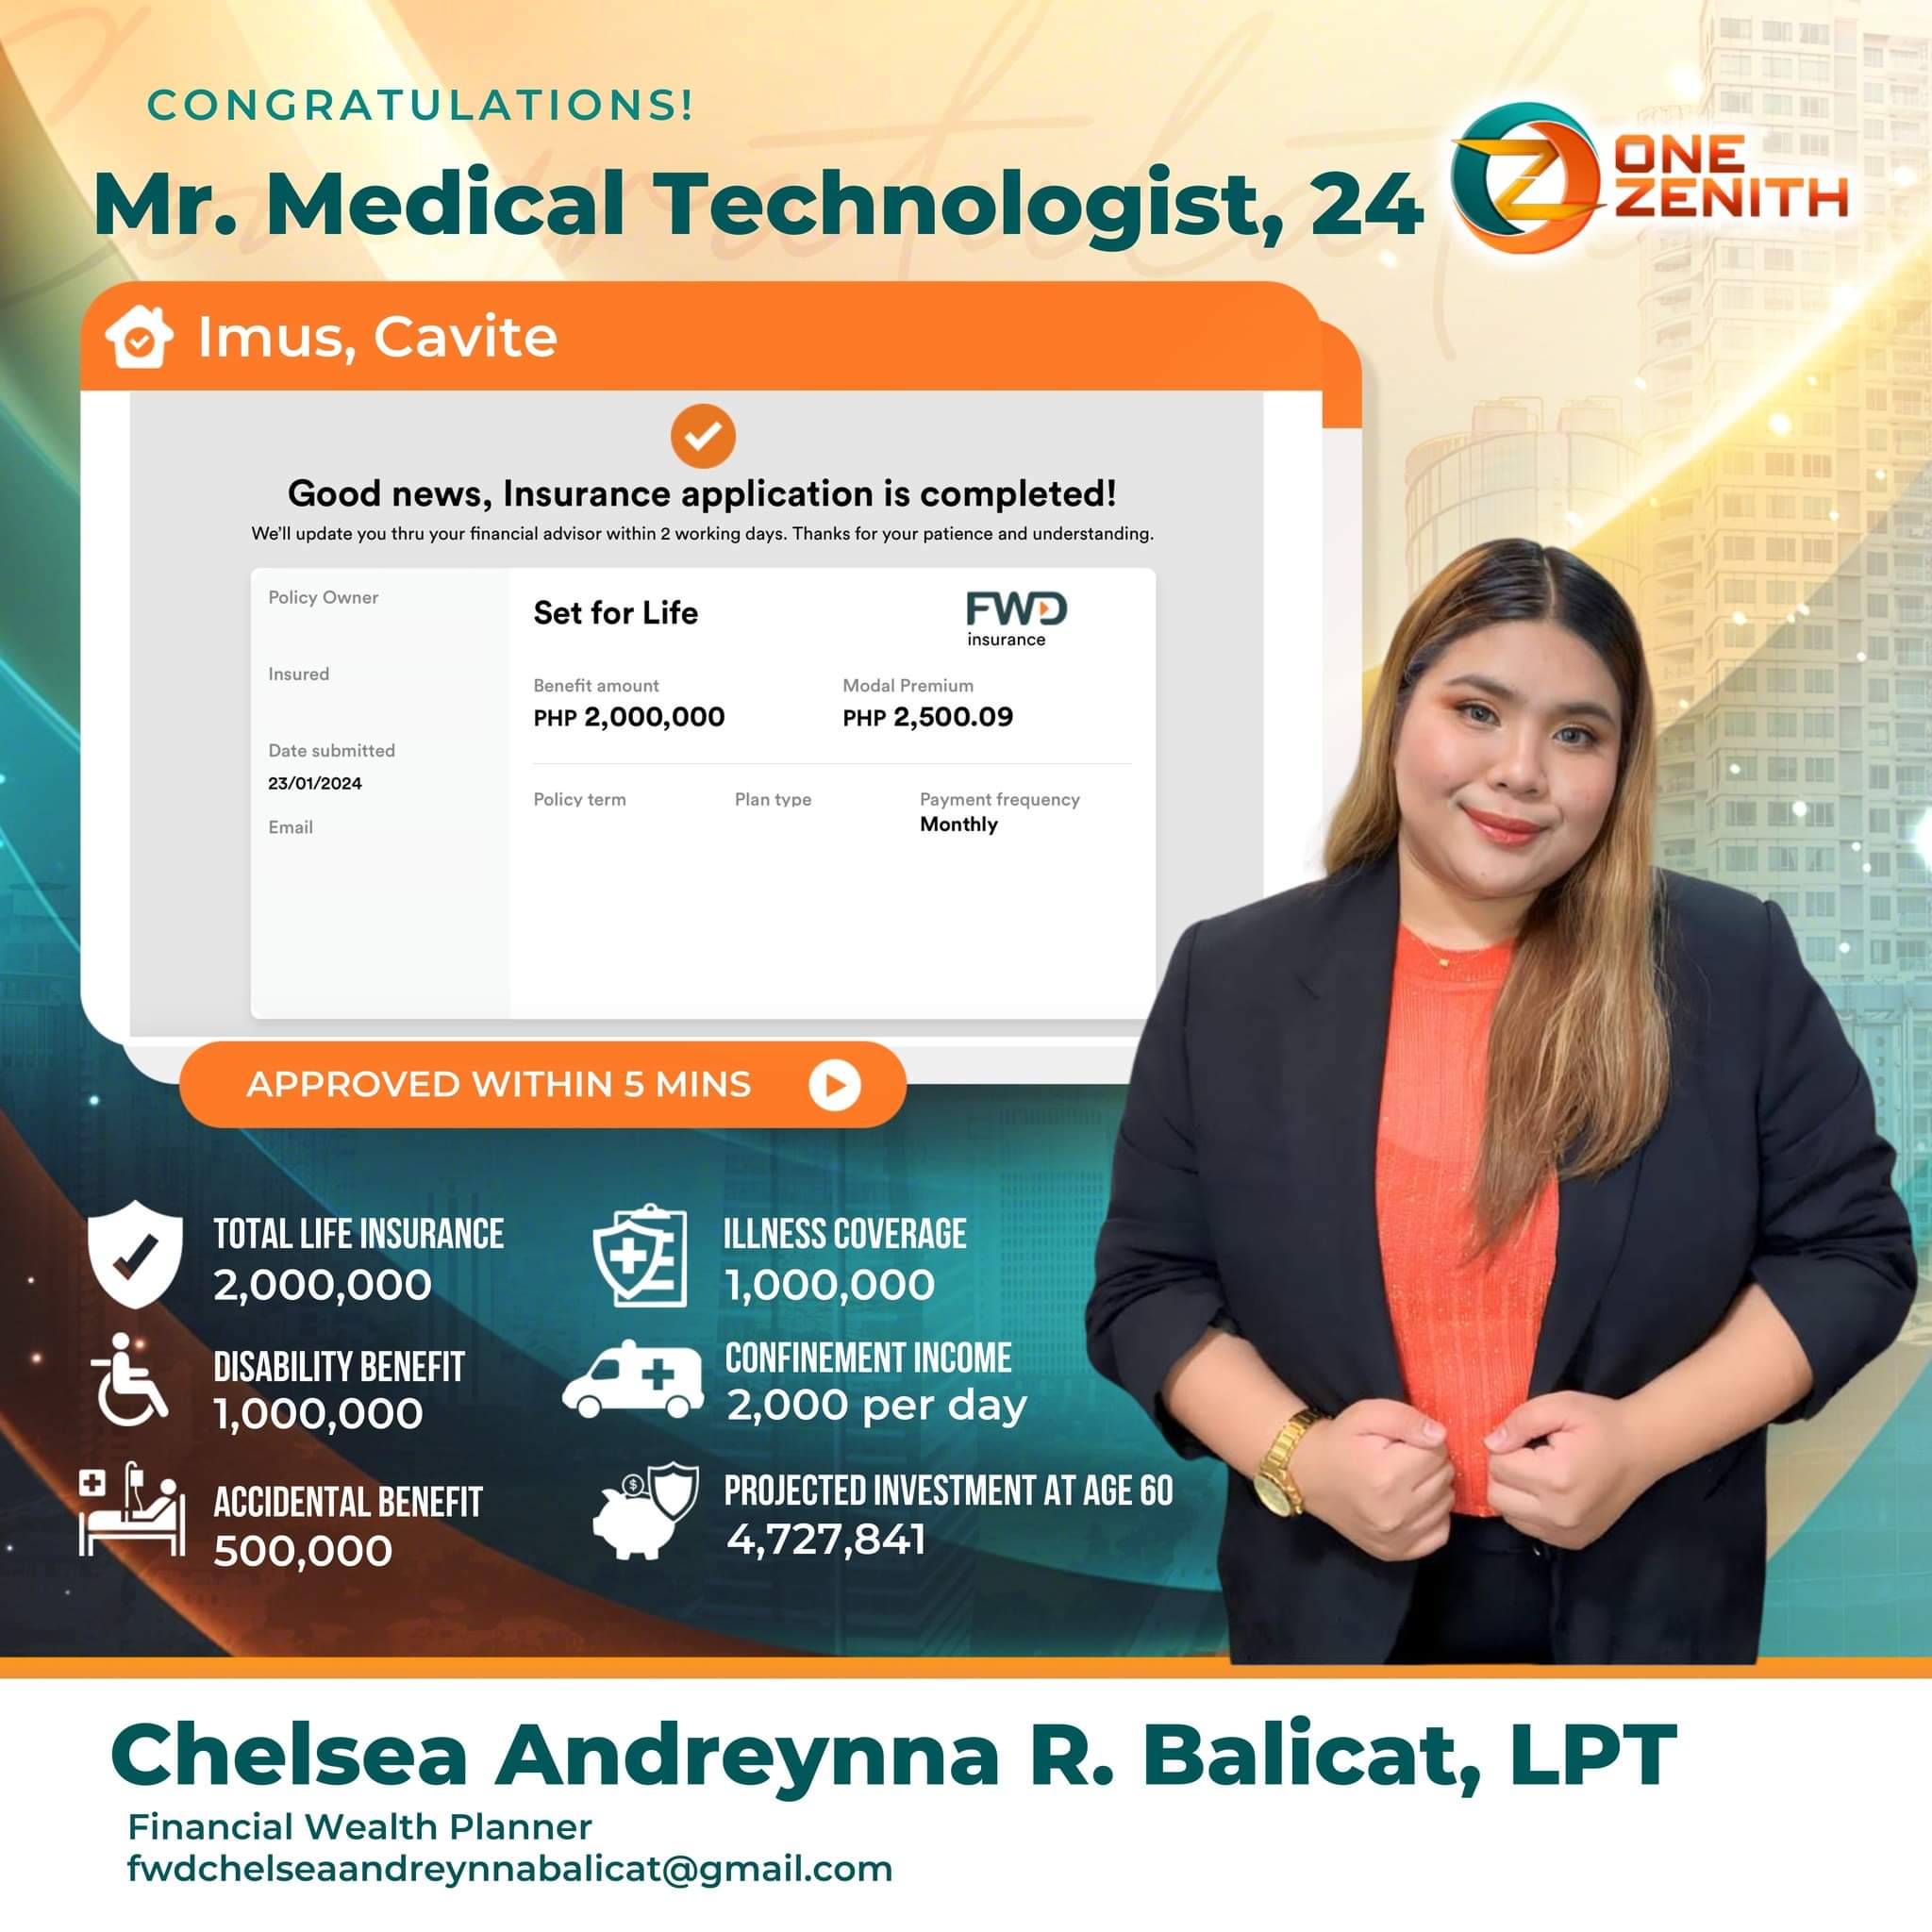 CONGRATULATIONS!
Mr. Medical Technologist, 24
ONE
ZENITH
Imus, Cavite
Good news, Insurance application is completed!
We'll update you thru your financial advisor within 2 working days. Thanks for your patience and understanding.
Policy Owner
Insured
Date submitted
23/01/2024
Email
Set for Life
FWD
insurance
Benefit amount
PHP 2,000,000
Modal Premium
PHP 2,500.09
Policy term
Plan type
Payment frequency
Monthly
APPROVED WITHIN 5 MINS
TOTAL LIFE INSURANCE
2,000,000
DISABILITY BENEFIT
1,000,000
ACCIDENTAL BENEFIT
500,000
ILLNESS COVERAGE
1,000,000
CONFINEMENT INCOME
2,000 per day
PROJECTED INVESTMENT AT AGE 60
4,727,841
Chelsea Andreynna R. Balicat, LPT
Financial Wealth Planner
fwdchelseaandreynnabalicat@gmail.com